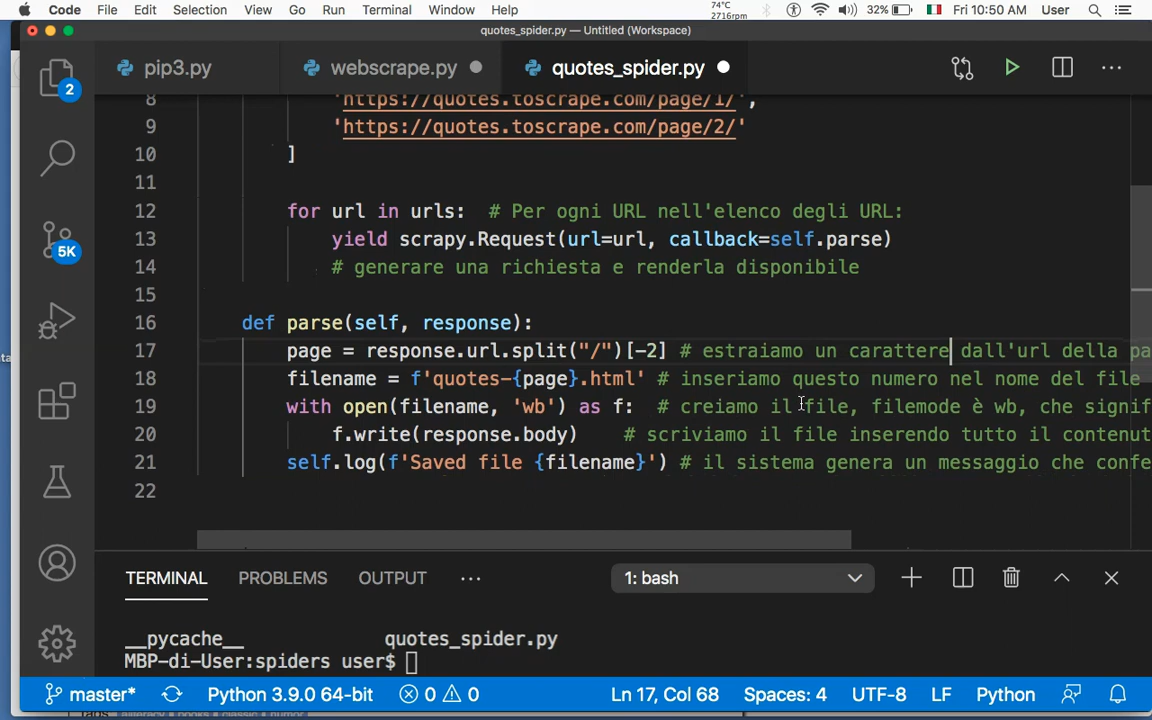 Code File Edit Selection View Go Run Terminal Window Help 74°C 2716rpm 32% Fri 10:50 AM User
quotes_spider.py — Untitled (Workspace)
pip3.py webscrape.py quotes_spider.py
2
8 'https://quotes.toscrape.com/page/1/',
9 'https://quotes.toscrape.com/page/2/'
10 ]
11
12 for url in urls: # Per ogni URL nell'elenco degli URL:
13 yield scrapy.Request(url=url, callback=self.parse)
5K
14 # generare una richiesta e renderla disponibile
15
16 def parse(self, response):
17 page = response.url.split("/")[-2] # estraiamo un carattere dall'url della pa
18 filename = f'quotes-{page}.html' # inseriamo questo numero nel nome del file
19 with open(filename, 'wb') as f: # creiamo il file, filemode è wb, che signif
20 f.write(response.body) # scriviamo il file inserendo tutto il contenut
21 self.log(f'Saved file {filename}') # il sistema genera un messaggio che confe
22
TERMINAL PROBLEMS OUTPUT ... 1: bash
__pycache__ quotes_spider.py
MBP-di-User:spiders user$
master* Python 3.9.0 64-bit 0 0 Ln 17, Col 68 Spaces: 4 UTF-8 LF Python